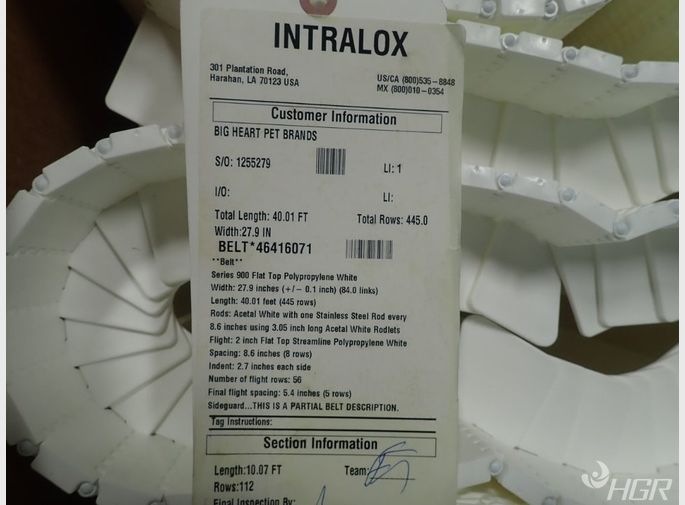 INTRALOX
301 Plantation Road,
Harahan, LA 70123 USA
US/CA (800)535-8848
MX (800)010-0354
Customer Information
BIG HEART PET BRANDS
S/O: 1255279
LI: 1
I/O:
LI:
Total Length: 40.01 FT
Total Rows: 445.0
Width:27.9 IN
BELT*46416071
**Belt**
Series 900 Flat Top Polypropylene White
Width: 27.9 inches (+/- 0.1 inch) (84.0 links)
Length: 40.01 feet (445 rows)
Rods: Acetal White with one Stainless Steel Rod every
8.6 inches using 3.05 inch long Acetal White Rodlets
Flight: 2 inch Flat Top Streamline Polypropylene White
Spacing: 8.6 inches (8 rows)
Indent: 2.7 inches each side
Number of flight rows: 56
Final flight spacing: 5.4 inches (5 rows)
Sideguard...THIS IS A PARTIAL BELT DESCRIPTION.
Tag Instructions:
Section Information
Length:10.07 FT
Team:
Rows:112
Final Inspection By:
HGR